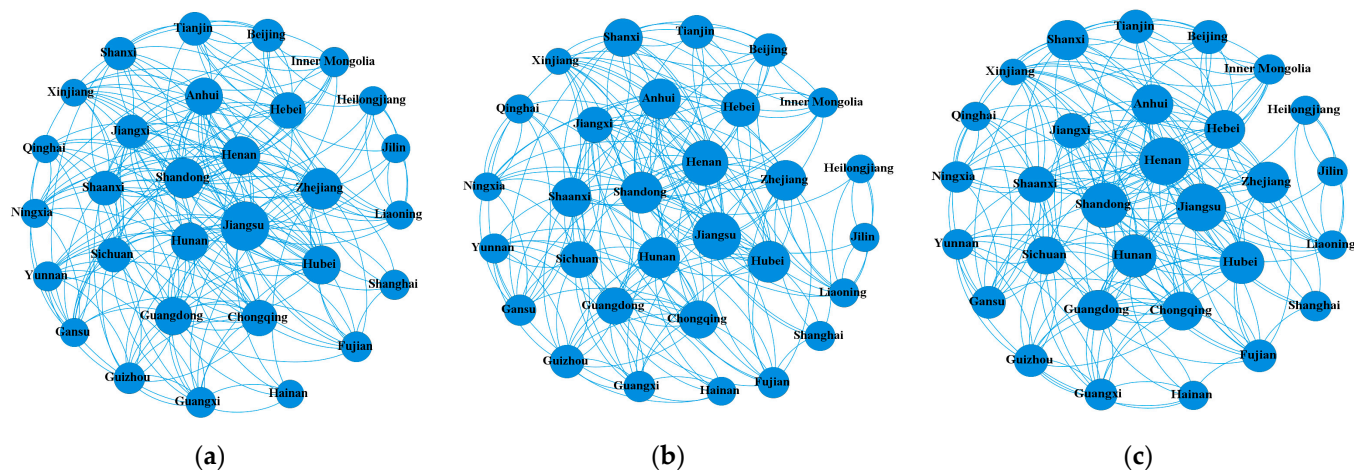 Tianjin
Beijing
Shanxi
Inner Mongolia
Xinjiang
Anhui
Heilongjiang
Hebei
Jiangxi
Jilin
Qinghai
Henan
Shandong
Shaanxi
Zhejiang
Ningxia
Liaoning
Jiangsu
Hunan
Sichuan
Hubei
Yunnan
Shanghai
Guangdong
Chongqing
Gansu
Fujian
Guizhou
Hainan
Guangxi
(a)
Tianjin
Shanxi
Beijing
Xinjiang
Anhui
Inner Mongolia
Qinghai
Hebei
Jiangxi
Henan
Heilongjiang
Zhejiang
Ningxia
Shandong
Shaanxi
Jiangsu
Jilin
Yunnan
Sichuan
Hunan
Hubei
Liaoning
Gansu
Guangdong
Chongqing
Shanghai
Guizhou
Fujian
Guangxi
Hainan
(b)
Tianjin
Beijing
Shanxi
Xinjiang
Inner Mongolia
Anhui
Heilongjiang
Qinghai
Jiangxi
Hebei
Henan
Jilin
Ningxia
Shaanxi
Zhejiang
Shandong
Jiangsu
Yunnan
Liaoning
Sichuan
Hunan
Hubei
Gansu
Guangdong
Chongqing
Shanghai
Guizhou
Fujian
Guangxi
Hainan
(c)